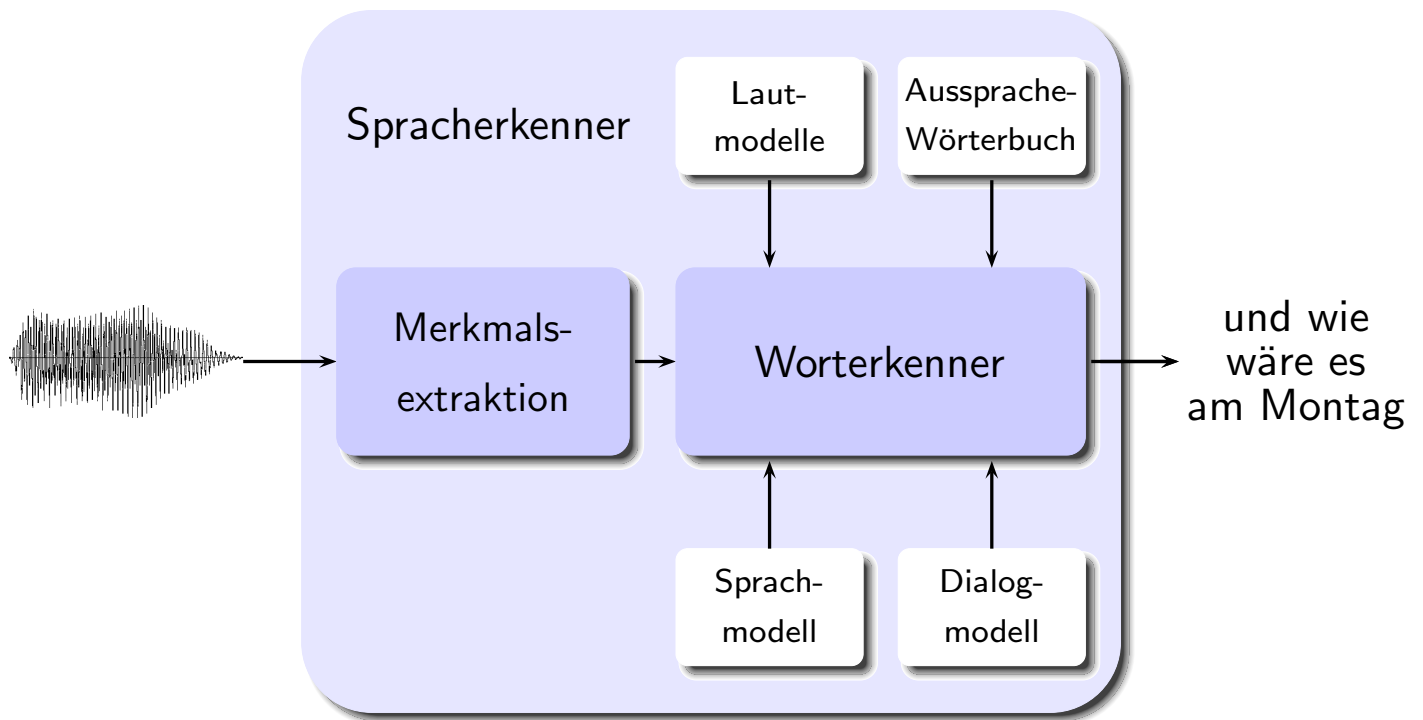 Spracherkenner
Laut-
modelle
Aussprache-
Wörterbuch
Merkmals-
extraktion
Worterkenner
und wie
wäre es
am Montag
Sprach-
modell
Dialog-
modell